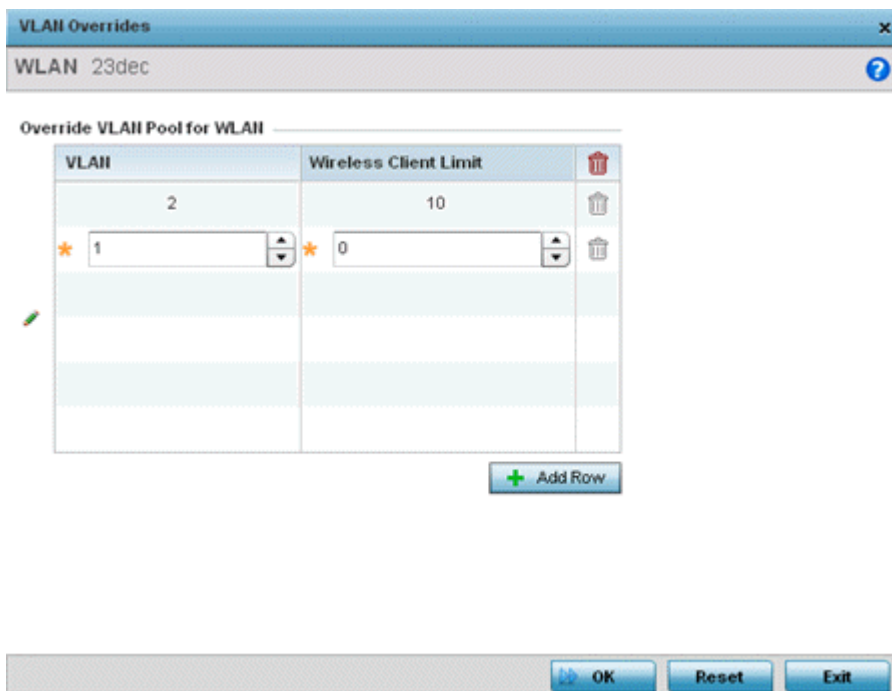 VLAN Overrides x
WLAN 23dec ?
Override VLAN Pool for WLAN
VLAN Wireless Client Limit
2 10
* 1 * 0
+ Add Row
OK Reset Exit